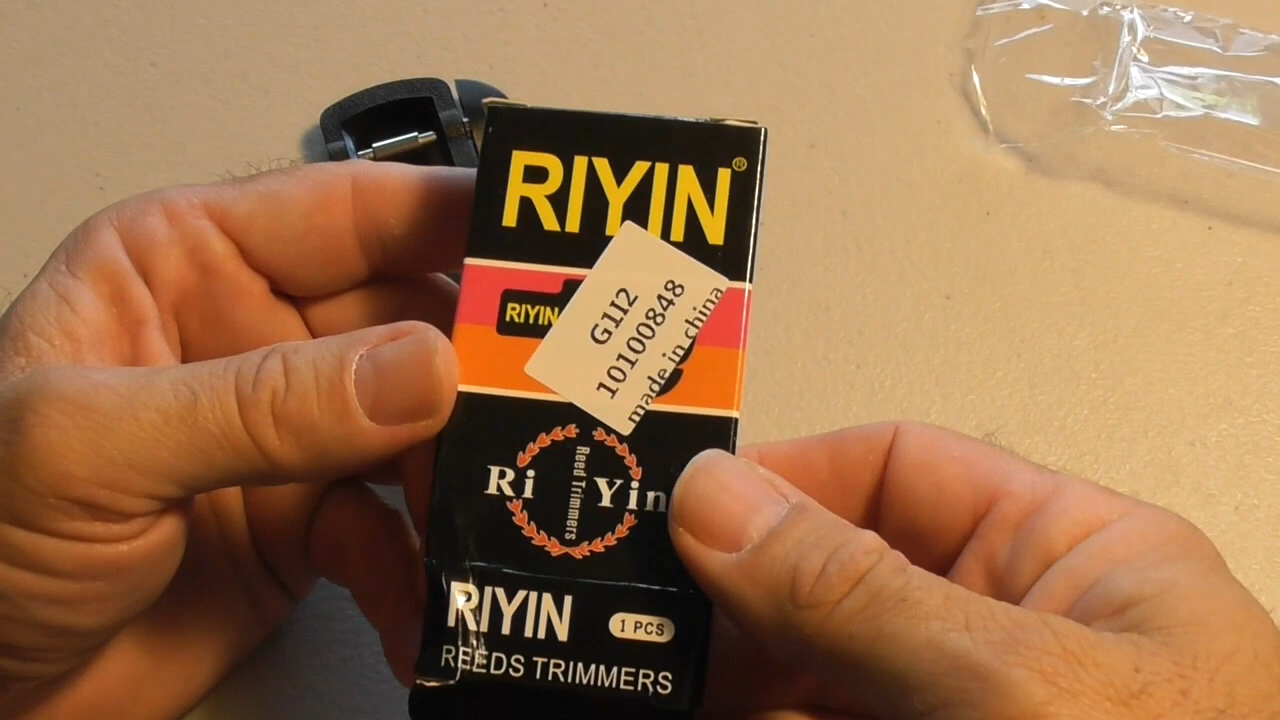 RIYIN®
RIYIN
G1I2
10100848
made in china
Ri Yin
Reed Trimmers
RIYIN
1 PCS
REEDS TRIMMERS